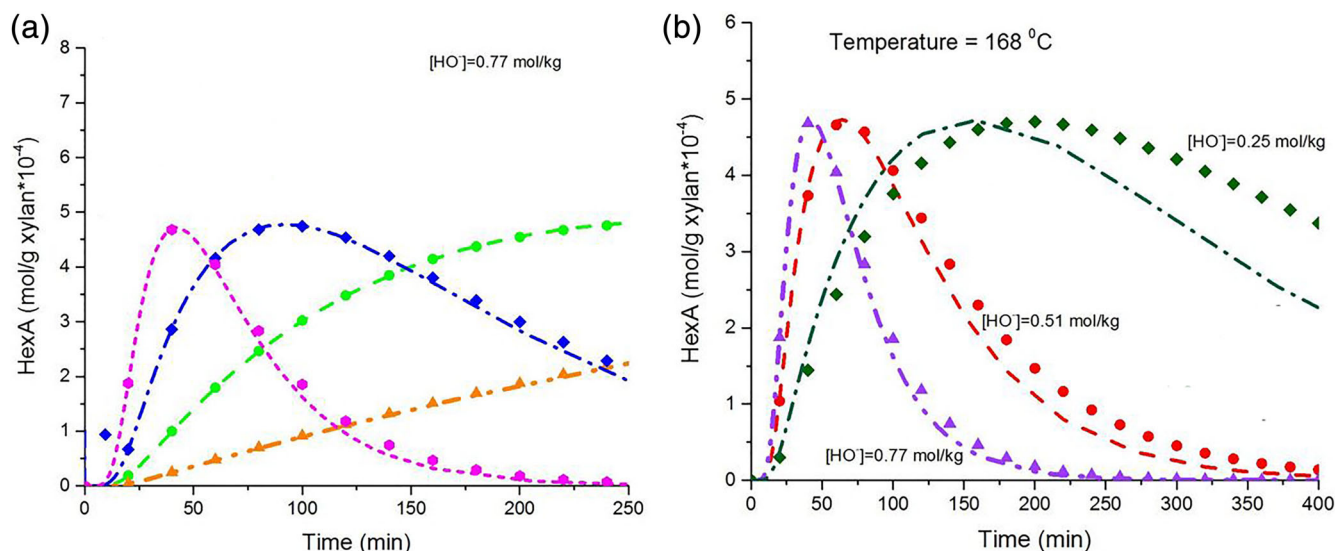 (a)
[HO-]=0.77 mol/kg
HexA (mol/g xylan*10-4)
8
7
6
5
4
3
2
1
0
0 50 100 150 200 250
Time (min)
(b)
Temperature = 168 ⁰C
[HO-]=0.25 mol/kg
[HO-]=0.51 mol/kg
[HO-]=0.77 mol/kg
HexA (mol/g xylan*10-4)
6
5
4
3
2
1
0
0 50 100 150 200 250 300 350 400
Time (min)